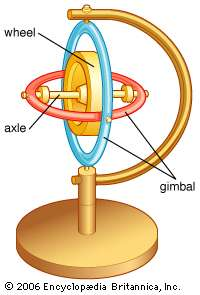 wheel
axle
gimbal
© 2006 Encyclopædia Britannica, Inc.